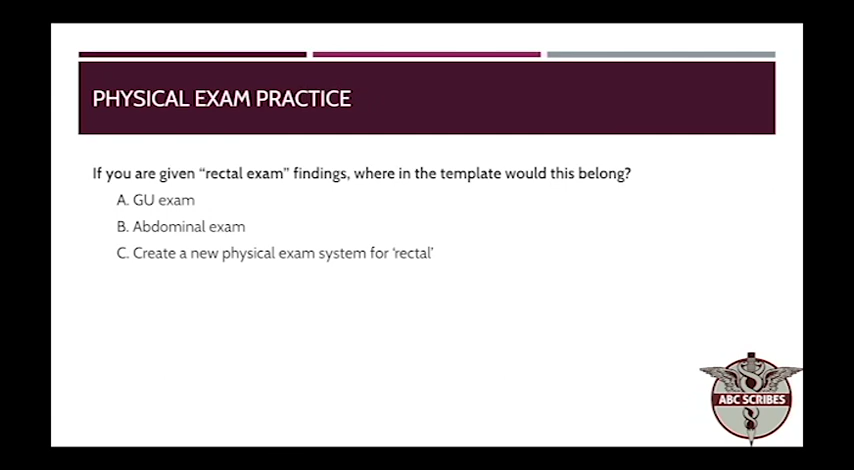 PHYSICAL EXAM PRACTICE
If you are given “rectal exam” findings, where in the template would this belong?
A. GU exam
B. Abdominal exam
C. Create a new physical exam system for ‘rectal’
ABC SCRIBES